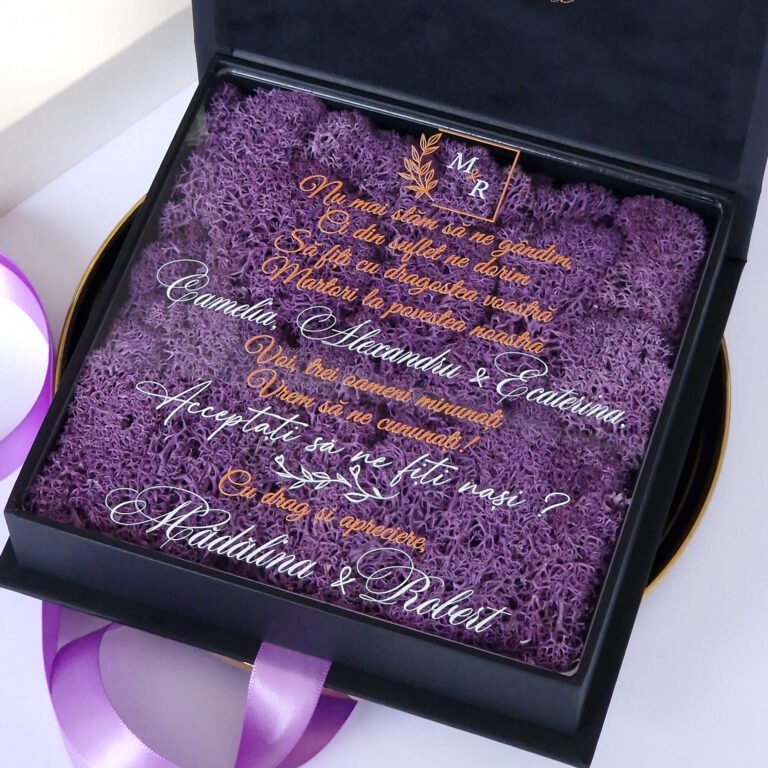 M & R
Nu mai stăm să ne gândim,
Ci din suflet ne dorim
Să fiți cu dragostea voastră
Martori la povestea noastră
Camelia, Alexandru & Ecaterina,
Voi, trei oameni minunați
Vrem să ne cununați!
Acceptați să ne fiți nași ?
Cu drag și apreciere,
Mădălina & Robert